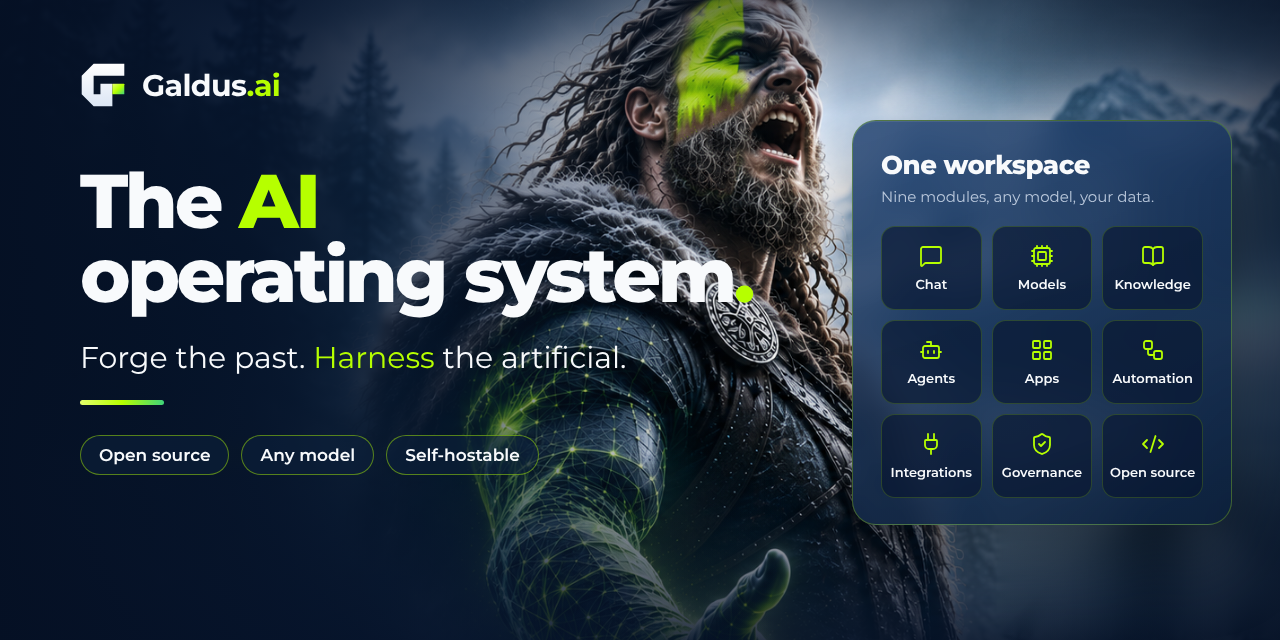 Galdus.ai
The AI
operating system.
Forge the past. Harness the artificial.
Open source
Any model
Self-hostable
One workspace
Nine modules, any model, your data.
Chat
Models
Knowledge
Agents
Apps
Automation
Integrations
Governance
Open source